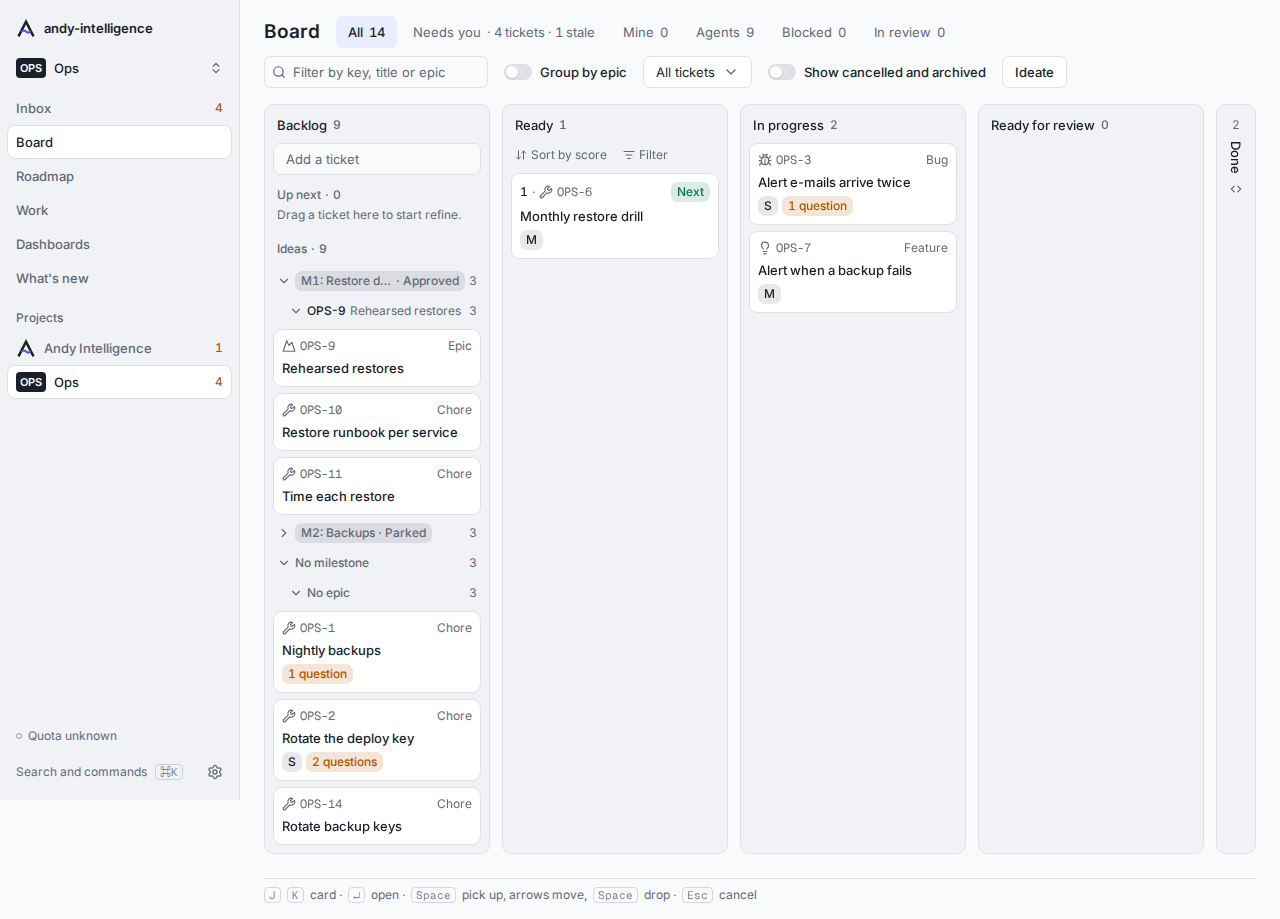 andy-intelligence
OPS Ops
Inbox 4
Board
Roadmap
Work
Dashboards
What's new
Projects
Andy Intelligence 1
OPS Ops 4
Quota unknown
Search and commands ⌘K
Board All 14 Needs you · 4 tickets · 1 stale Mine 0 Agents 9 Blocked 0 In review 0
Filter by key, title or epic Group by epic All tickets Show cancelled and archived Ideate
Backlog 9
Add a ticket
Up next · 0
Drag a ticket here to start refine.
Ideas · 9
M1: Restore d... · Approved 3
OPS-9 Rehearsed restores 3
OPS-9 Epic
Rehearsed restores
OPS-10 Chore
Restore runbook per service
OPS-11 Chore
Time each restore
M2: Backups · Parked 3
No milestone 3
No epic 3
OPS-1 Chore
Nightly backups
1 question
OPS-2 Chore
Rotate the deploy key
S 2 questions
OPS-14 Chore
Rotate backup keys
Ready 1
Sort by score Filter
1 · OPS-6 Next
Monthly restore drill
M
In progress 2
OPS-3 Bug
Alert e-mails arrive twice
S 1 question
OPS-7 Feature
Alert when a backup fails
M
Ready for review 0
2
Done
J K card · ↵ open · Space pick up, arrows move, Space drop · Esc cancel